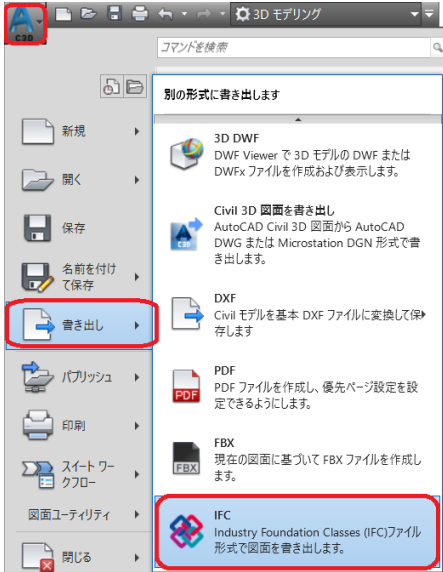 3D モデリング
C3D
コマンドを検索
別の形式に書き出します
新規
開く
保存
名前を付け
て保存
書き出し
パブリッシュ
印刷
スイート ワー
クフロー
図面ユーティリティ
閉じる
3D DWF
DWF Viewer で 3D モデルの DWF または
DWFx ファイルを作成および表示します。
Civil 3D 図面を書き出し
AutoCAD Civil 3D 図面から AutoCAD
DWG または Microstation DGN 形式で書
き出します。
C3D
DXF
Civil モデルを基本 DXF ファイルに変換して保
存します
PDF
PDF ファイルを作成し、優先ページ設定を設
定できるようにします。
PDF
FBX
現在の図面に基づいて FBX ファイルを作成し
ます。
FBX
IFC
Industry Foundation Classes (IFC)ファイル
形式で図面を書き出します。